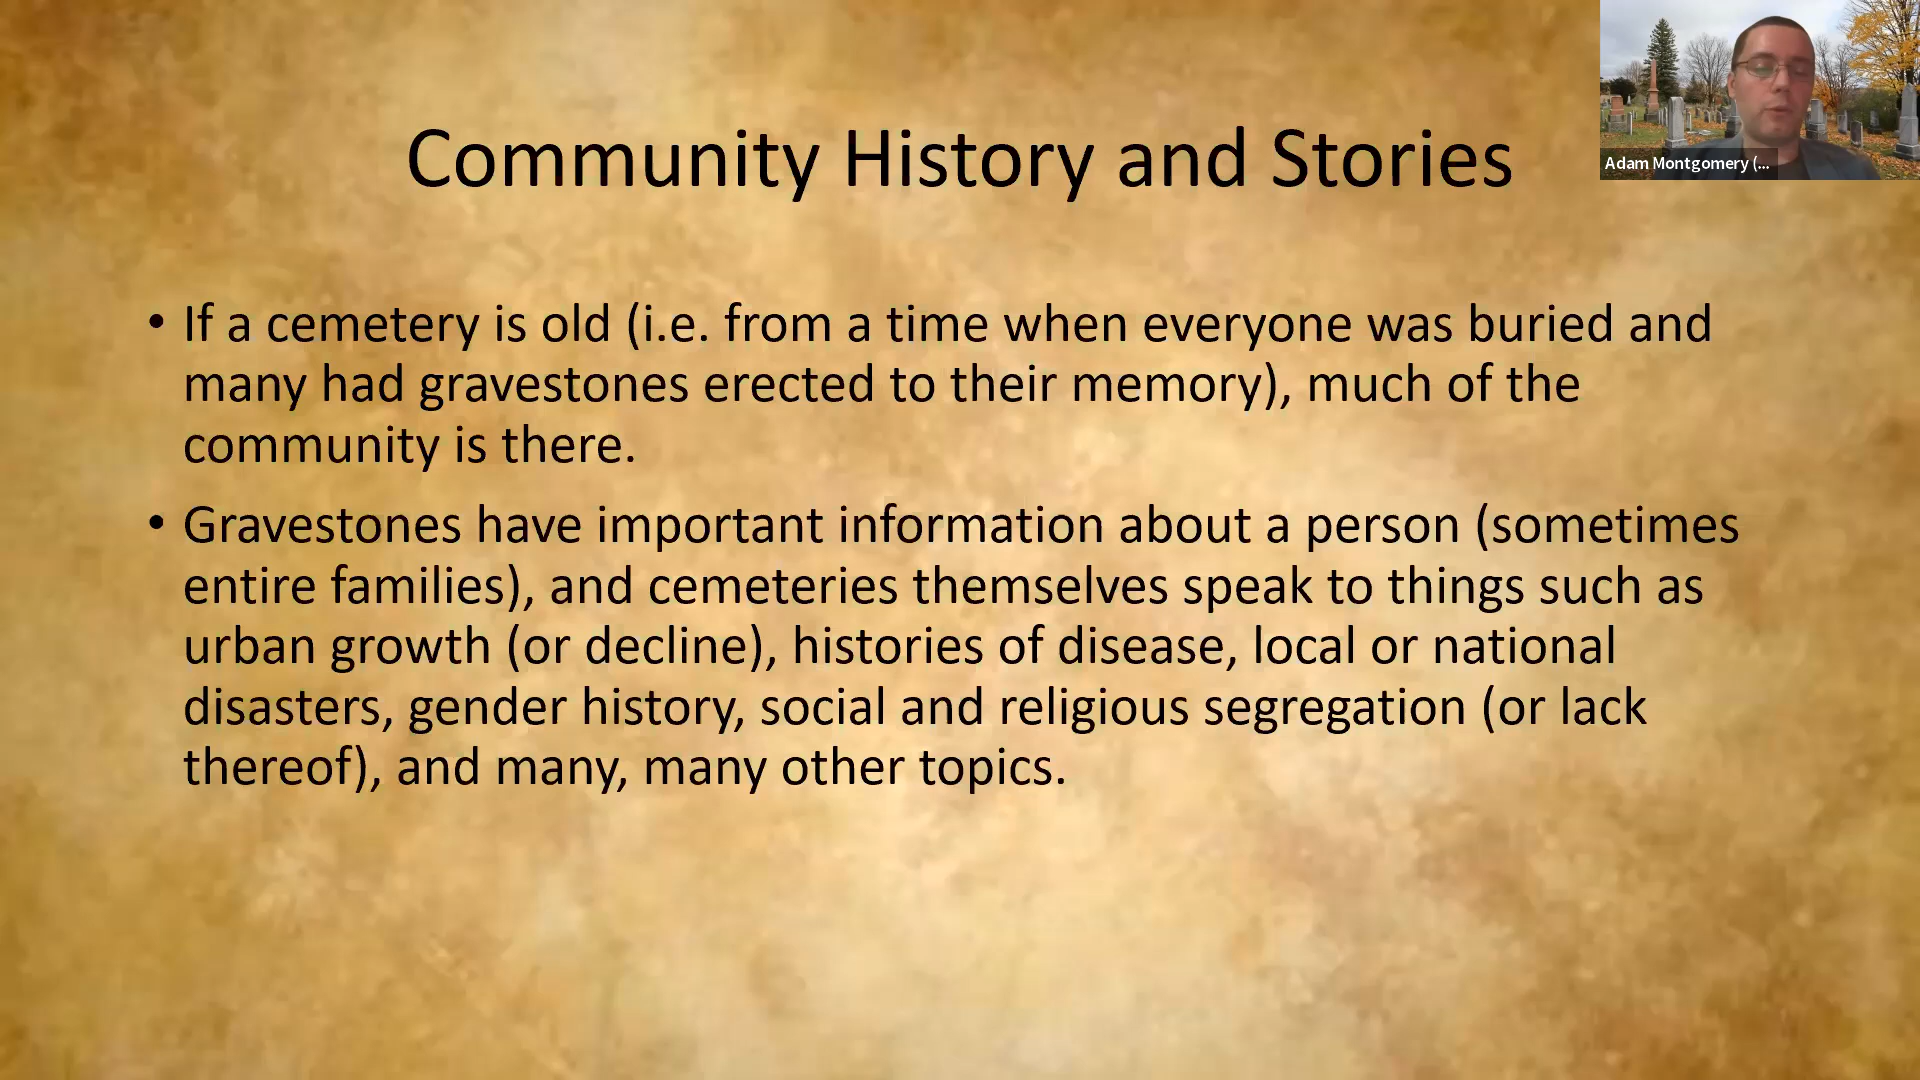 Community History and Stories
Adam Montgomery (...
• If a cemetery is old (i.e. from a time when everyone was buried and
many had gravestones erected to their memory), much of the
community is there.
• Gravestones have important information about a person (sometimes
entire families), and cemeteries themselves speak to things such as
urban growth (or decline), histories of disease, local or national
disasters, gender history, social and religious segregation (or lack
thereof), and many, many other topics.